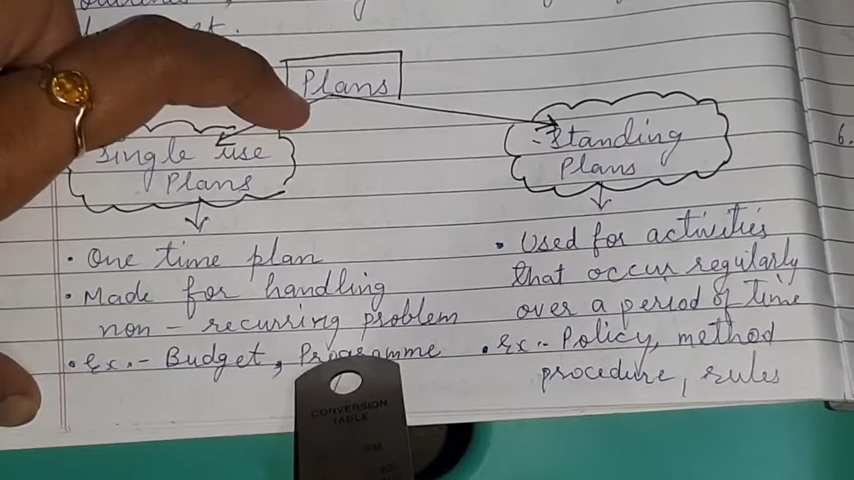 Plans
Single use
Plans
- Standing
Plans
• One time plan
• Made for handling
non - recurring problem
• ex.- Budget, Programme
• Used for activities
that occur regularly
over a period of time
• ex:- Policy, method
procedure, rules
6.
CONVERSION
TABLE